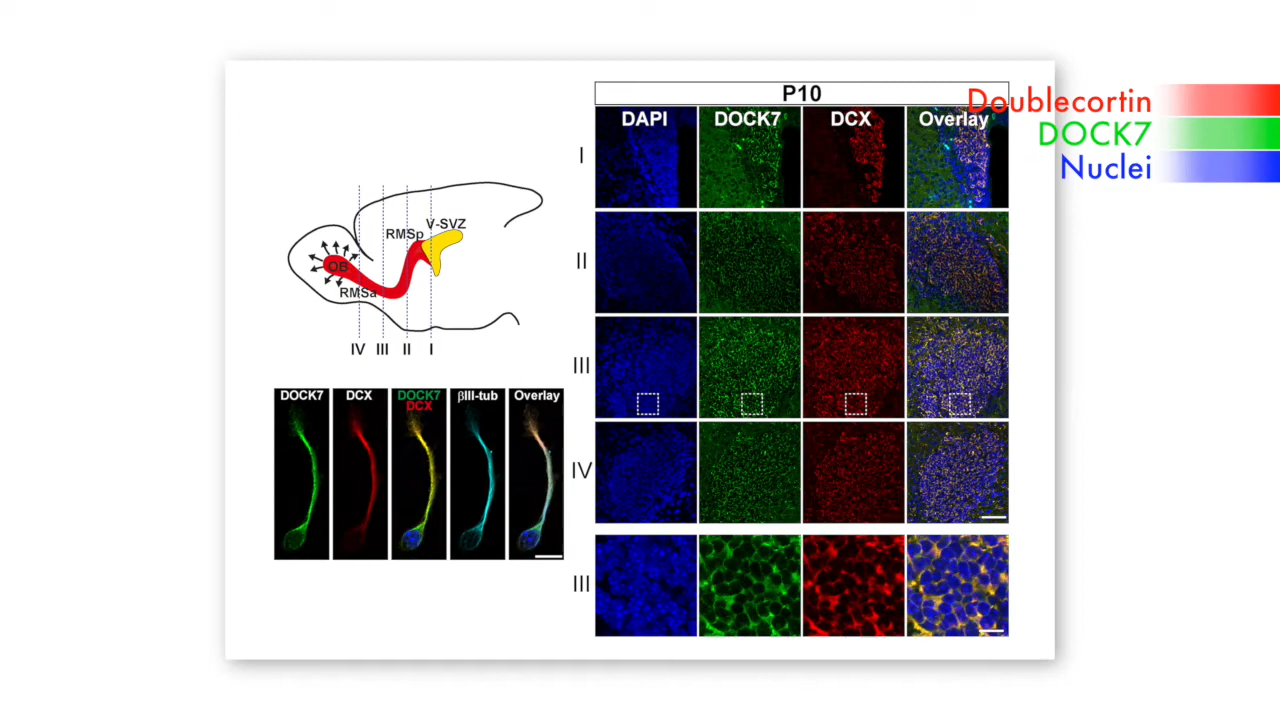 P10
Doublecortin
DOCK7
Nuclei
DAPI DOCK7 DCX Overlay
I
II
III
IV
III
V-SVZ
RMSp
OB
RMSa
IV III II I
DOCK7 DCX DOCK7 βIII-tub Overlay
DCX